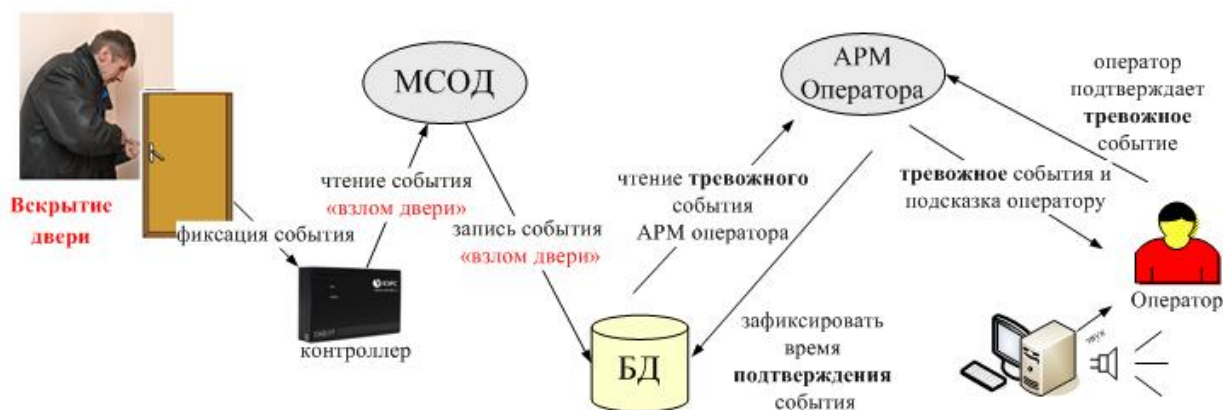 Вскрытие
двери
фиксация события
контроллер
МСОД
чтение события
«взлом двери»
запись события
«взлом двери»
БД
чтение тревожного
события
АРМ оператора
зафиксировать
время
подтверждения
события
АРМ
Оператора
тревожное события и
подсказка оператору
оператор
подтверждает
тревожное
событие
Оператор
звук